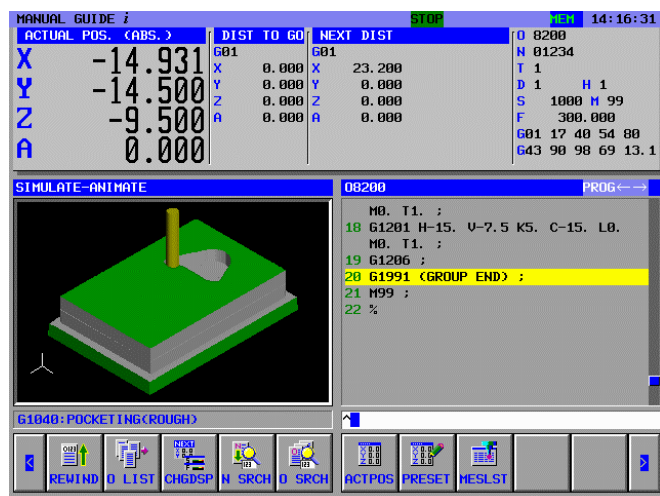 MANUAL GUIDE i STOP MEM 14:16:31
ACTUAL POS. (ABS.)
X -14.931
Y -14.500
Z -9.500
A 0.000
DIST TO GO
G01
X 0.000
Y 0.000
Z 0.000
A 0.000
NEXT DIST
G01
X 23.200
Y 0.000
Z 0.000
A 0.000
O 8200
N 01234
T 1
D 1 H 1
S 1000 M 99
F 300.000
G01 17 40 54 80
G43 90 98 69 13.1
SIMULATE-ANIMATE
G1040:POCKETING(ROUGH)
O8200 PROG←→
M0. T1. ;
18 G1201 H-15. V-7.5 K5. C-15. L0.
M0. T1. ;
19 G1206 ;
20 G1991 (GROUP END) ;
21 M99 ;
22 %
^
<
REWIND
O LIST
NEXT
CHGDSP
N SRCH
O SRCH
ACTPOS
PRESET
MESLST
>